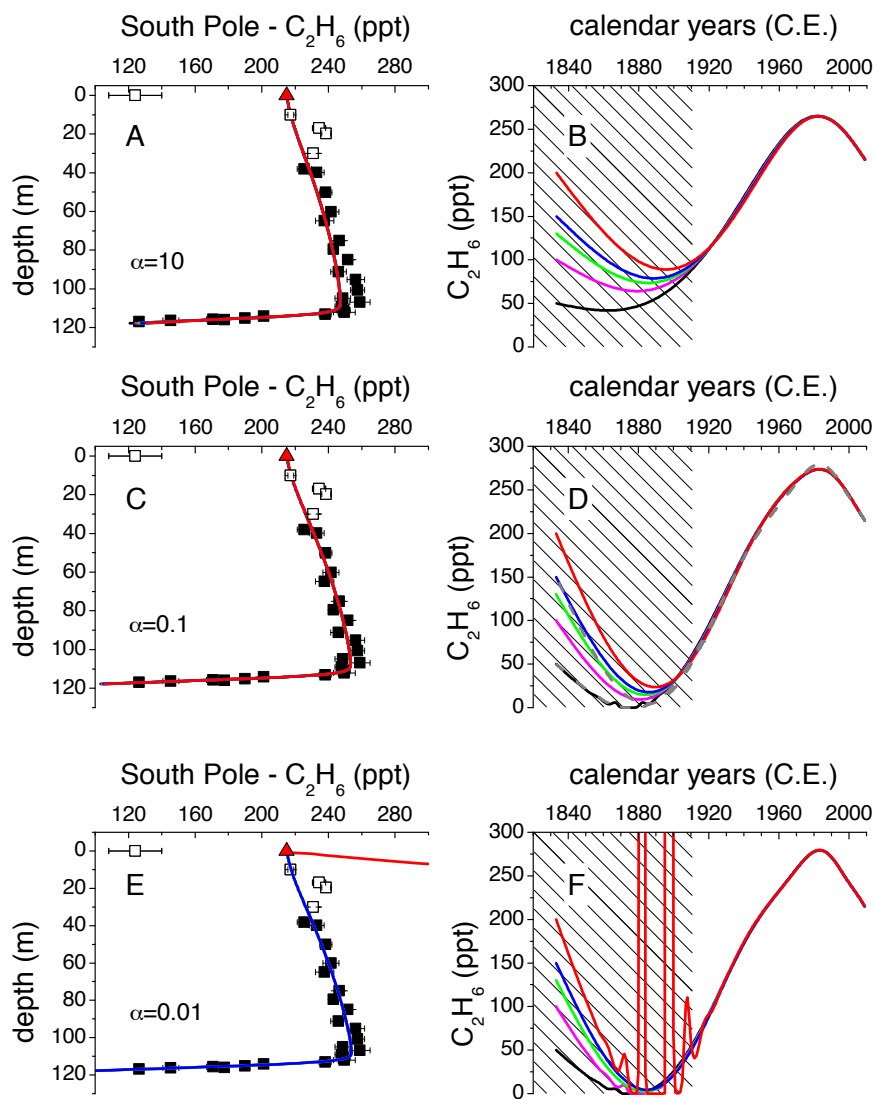 South Pole - C₂H₆ (ppt)
120 160 200 240 280
depth (m)
0
20
40
60
80
100
120
A
α=10
calendar years (C.E.)
1840 1880 1920 1960 2000
C₂H₆ (ppt)
300
250
200
150
100
50
0
B
South Pole - C₂H₆ (ppt)
120 160 200 240 280
depth (m)
0
20
40
60
80
100
120
C
α=0.1
calendar years (C.E.)
1840 1880 1920 1960 2000
C₂H₆ (ppt)
300
250
200
150
100
50
0
D
South Pole - C₂H₆ (ppt)
120 160 200 240 280
depth (m)
0
20
40
60
80
100
120
E
α=0.01
calendar years (C.E.)
1840 1880 1920 1960 2000
C₂H₆ (ppt)
300
250
200
150
100
50
0
F